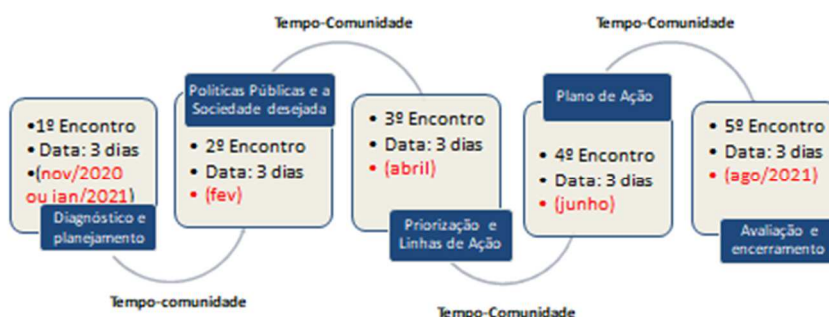 Tempo-Comunidade
Tempo-Comunidade
Políticas Públicas e a
Sociedade desejada
Plano de Ação
•1º Encontro
• Data: 3 dias
•(nov/2020
ou jan/2021)
Diagnóstico e
planejamento
• 2º Encontro
• Data: 3 dias
• (fev)
• 3º Encontro
• Data: 3 dias
• (abril)
Priorização e
Linhas de Ação
• 4º Encontro
• Data: 3 dias
• (junho)
• 5º Encontro
• Data: 3 dias
• (ago/2021)
Avaliação e
encerramento
Tempo-comunidade
Tempo-Comunidade